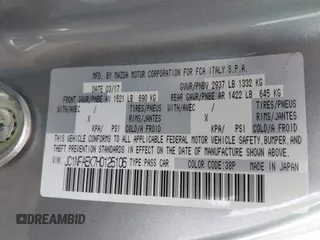 MFD. BY MAZDA MOTOR CORPORATION FOR FCA ITALY S.P.A.
DATE 03/17 GVWR/PNBV 2937 LB 1332 KG
FRONT GAWR/PNBE AV 1521 LB 690 KG REAR GAWR/PNBE AR 1422 LB 645 KG
WITH/AVEC TIRES/PNEUS WITH/AVEC TIRES/PNEUS
X RIMS/JANTES X RIMS/JANTES
KPA/ PSI COLD/A FROID KPA/ PSI COLD/A FROID
X X
THIS VEHICLE CONFORMS TO ALL APPLICABLE FEDERAL MOTOR VEHICLE SAFETY, BUMPER, AND
THEFT PREVENTION STANDARDS IN EFFECT ON THE DATE OF MANUFACTURE SHOWN ABOVE.
VIN: JC1NFAEK7H0125106 TYPE: PASS CAR COLOR CODE:
MADE IN JAPAN
DREAMBID